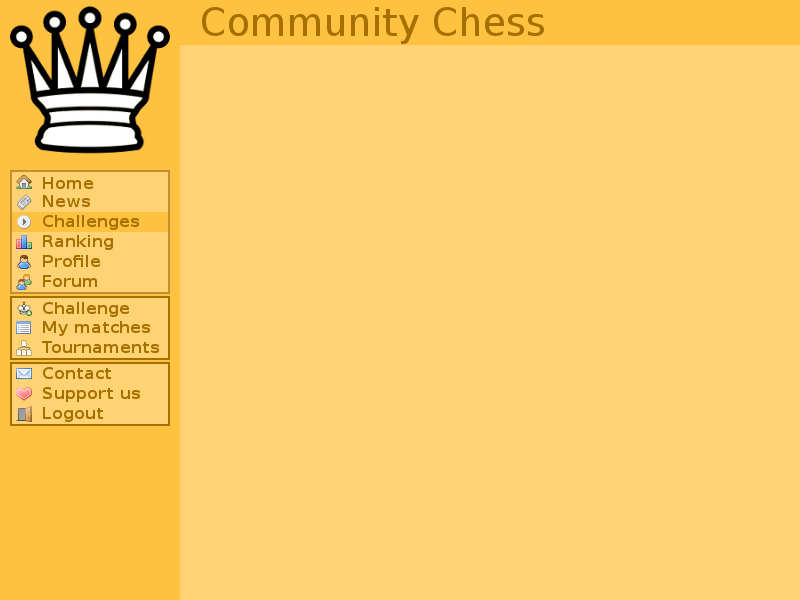 Community Chess
Home
News
Challenges
Ranking
Profile
Forum
Challenge
My matches
Tournaments
Contact
Support us
Logout